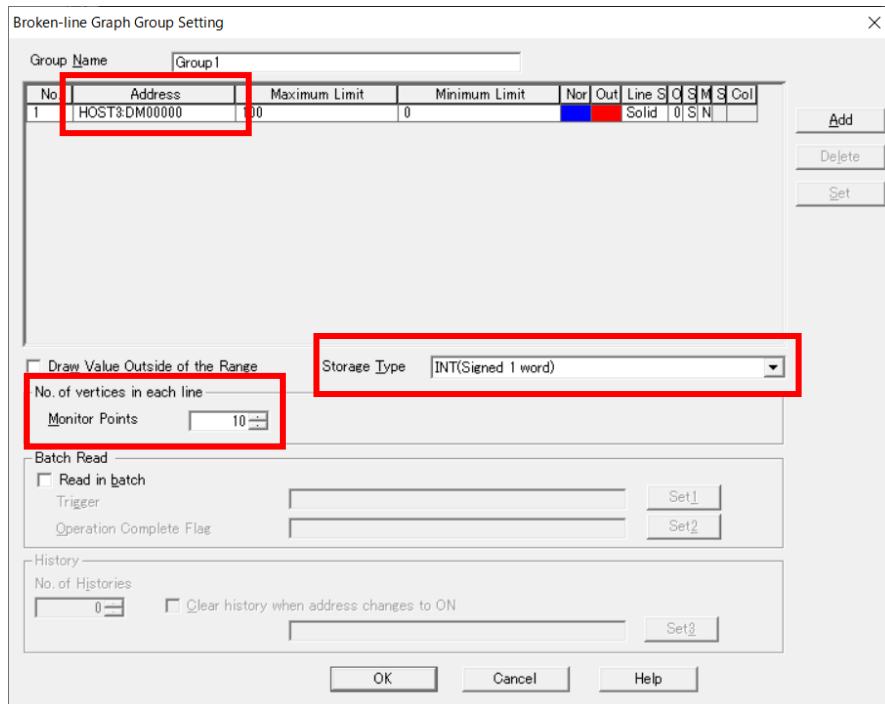 Broken-line Graph Group Setting
Group Name Group1
No. Address Maximum Limit Minimum Limit Nor Out Line S O S M S Col
1 HOST3:DM00000 100 0 Solid 0 S N
Add
Delete
Set
Draw Value Outside of the Range Storage Type INT(Signed 1 word)
No. of vertices in each line
Monitor Points 10
Batch Read
Read in batch
Trigger Set1
Operation Complete Flag Set2
History
No. of Histories
0 Clear history when address changes to ON
Set3
OK Cancel Help